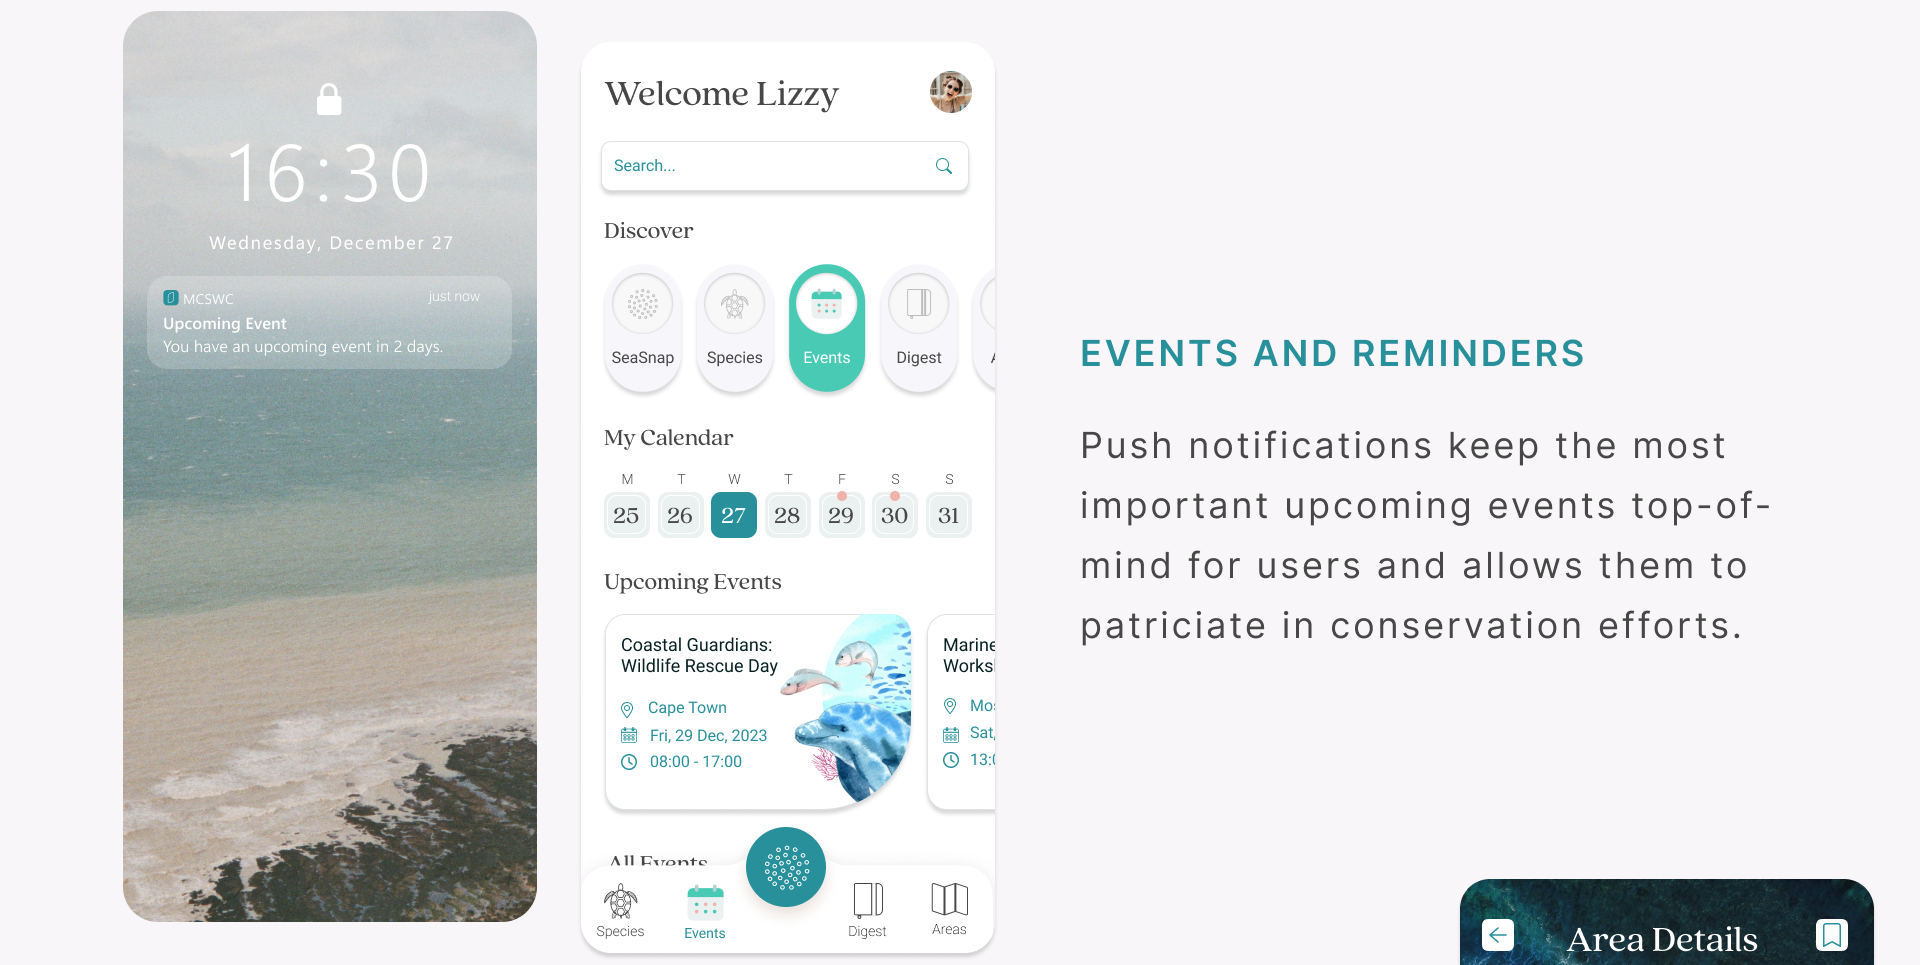 16:30
Wednesday, December 27
MCSWC
just now
Upcoming Event
You have an upcoming event in 2 days.
Welcome Lizzy
Search...
Discover
SeaSnap
Species
Events
Digest
My Calendar
M T W T F S S
25 26 27 28 29 30 31
Upcoming Events
Coastal Guardians:
Wildlife Rescue Day
Cape Town
Fri, 29 Dec, 2023
08:00 - 17:00
Marine
Sat,
All Events
Species
Events
Digest
Areas
EVENTS AND REMINDERS
Push notifications keep the most
important upcoming events top-of-
mind for users and allows them to
patriciate in conservation efforts.
Area Details